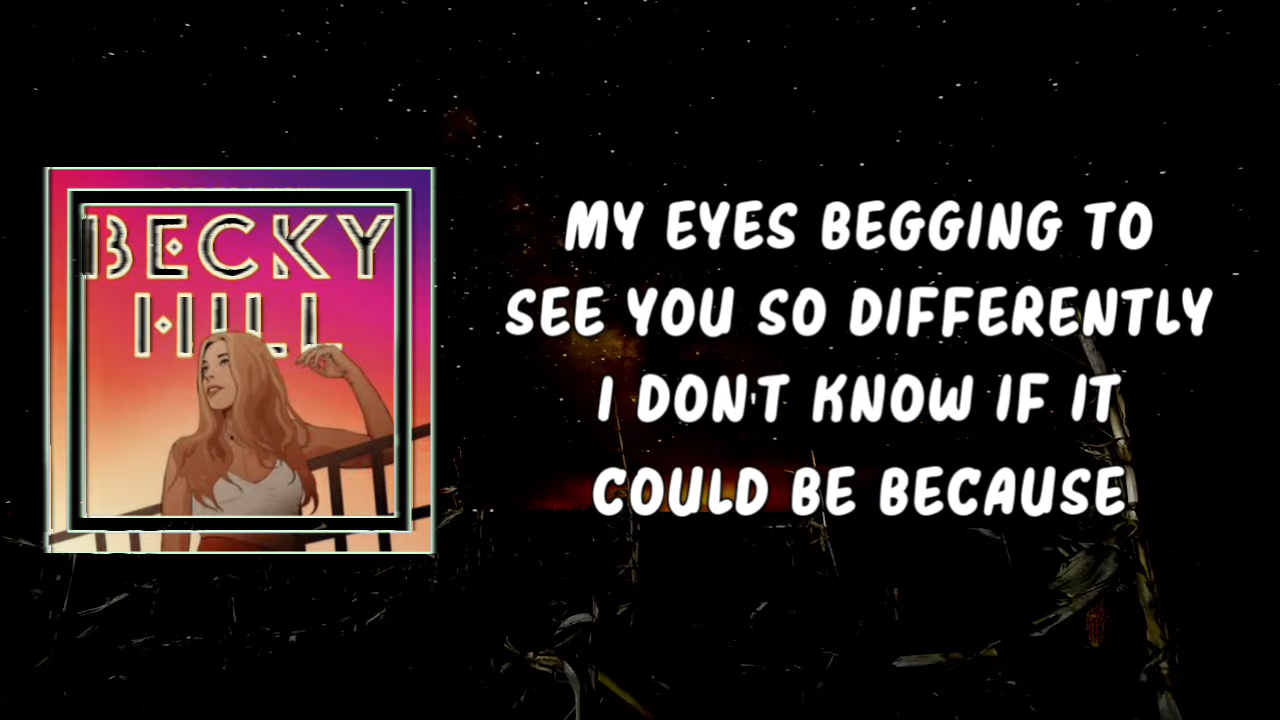 BECKY
HILL
MY EYES BEGGING TO
SEE YOU SO DIFFERENTLY
I DON'T KNOW IF IT
COULD BE BECAUSE